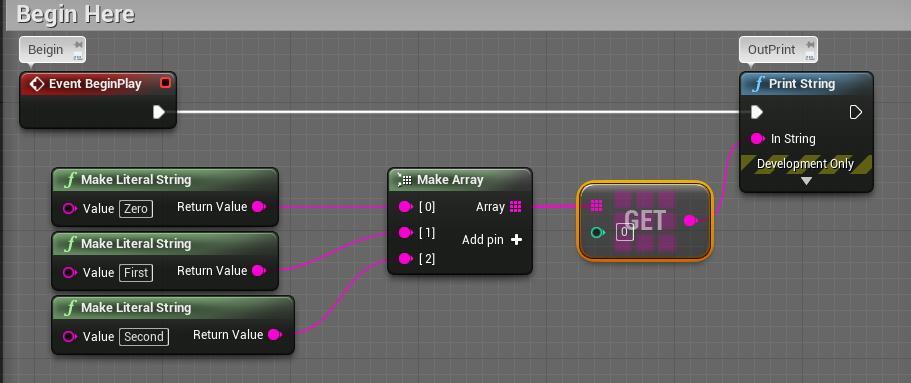 Begin Here
Beigin
OutPrint
Event BeginPlay
Print String
In String
Development Only
Make Literal String
Value Zero Return Value
Make Literal String
Value First Return Value
Make Literal String
Value Second Return Value
Make Array
[0] Array
[1] Add pin
[2]
GET
0